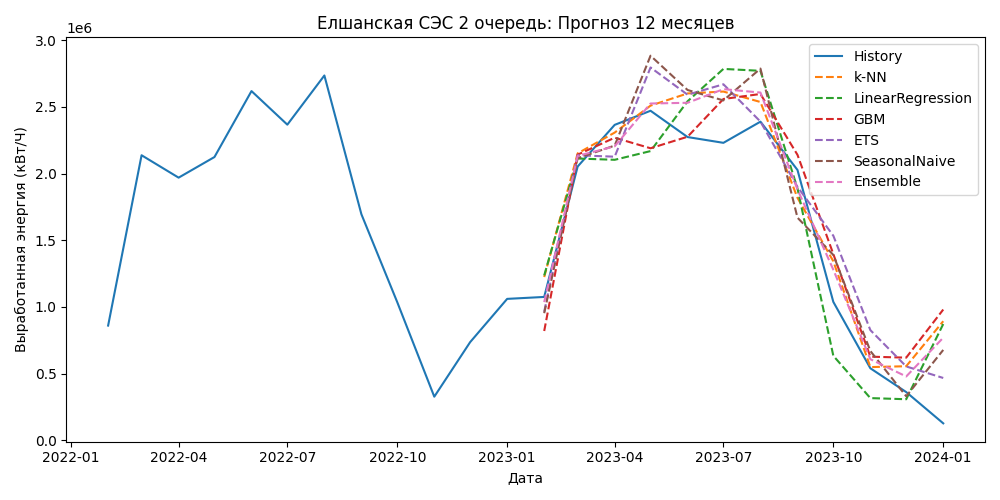 Елшанская СЭС 2 очередь: Прогноз 12 месяцев
1e6
3.0
2.5
2.0
1.5
1.0
0.5
0.0
Выработанная энергия (кВт/Ч)
History
k-NN
LinearRegression
GBM
ETS
SeasonalNaive
Ensemble
2022-01
2022-04
2022-07
2022-10
2023-01
2023-04
2023-07
2023-10
2024-01
Дата